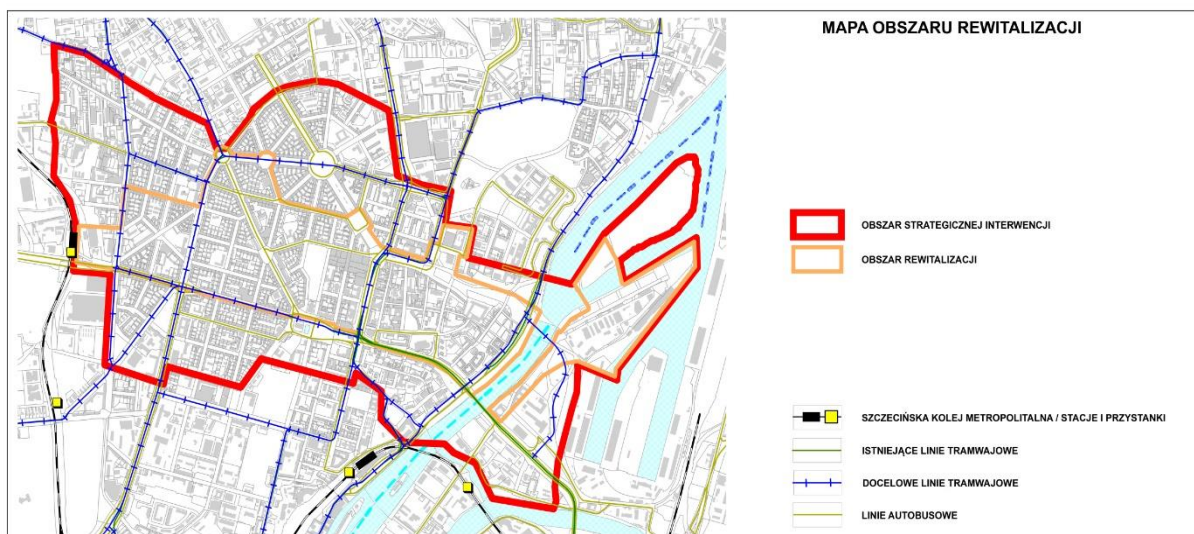 MAPA OBSZARU REWITALIZACJI
OBSZAR STRATEGICZNEJ INTERWENCJI
OBSZAR REWITALIZACJI
SZCZECIŃSKA KOLEJ METROPOLITALNA / STACJE I PRZYSTANKI
ISTNIEJĄCE LINIE TRAMWAJOWE
DOCELOWE LINIE TRAMWAJOWE
LINIE AUTOBUSOWE